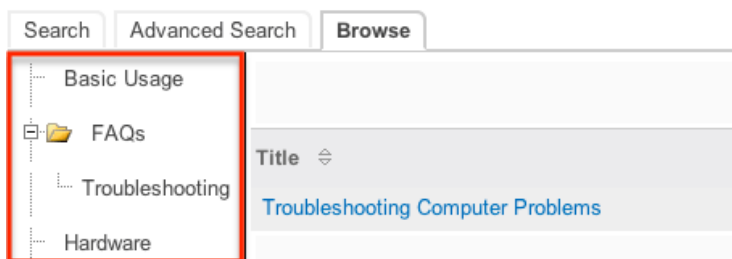 Search Advanced Search Browse
Basic Usage
FAQs
Title
Troubleshooting
Troubleshooting Computer Problems
Hardware